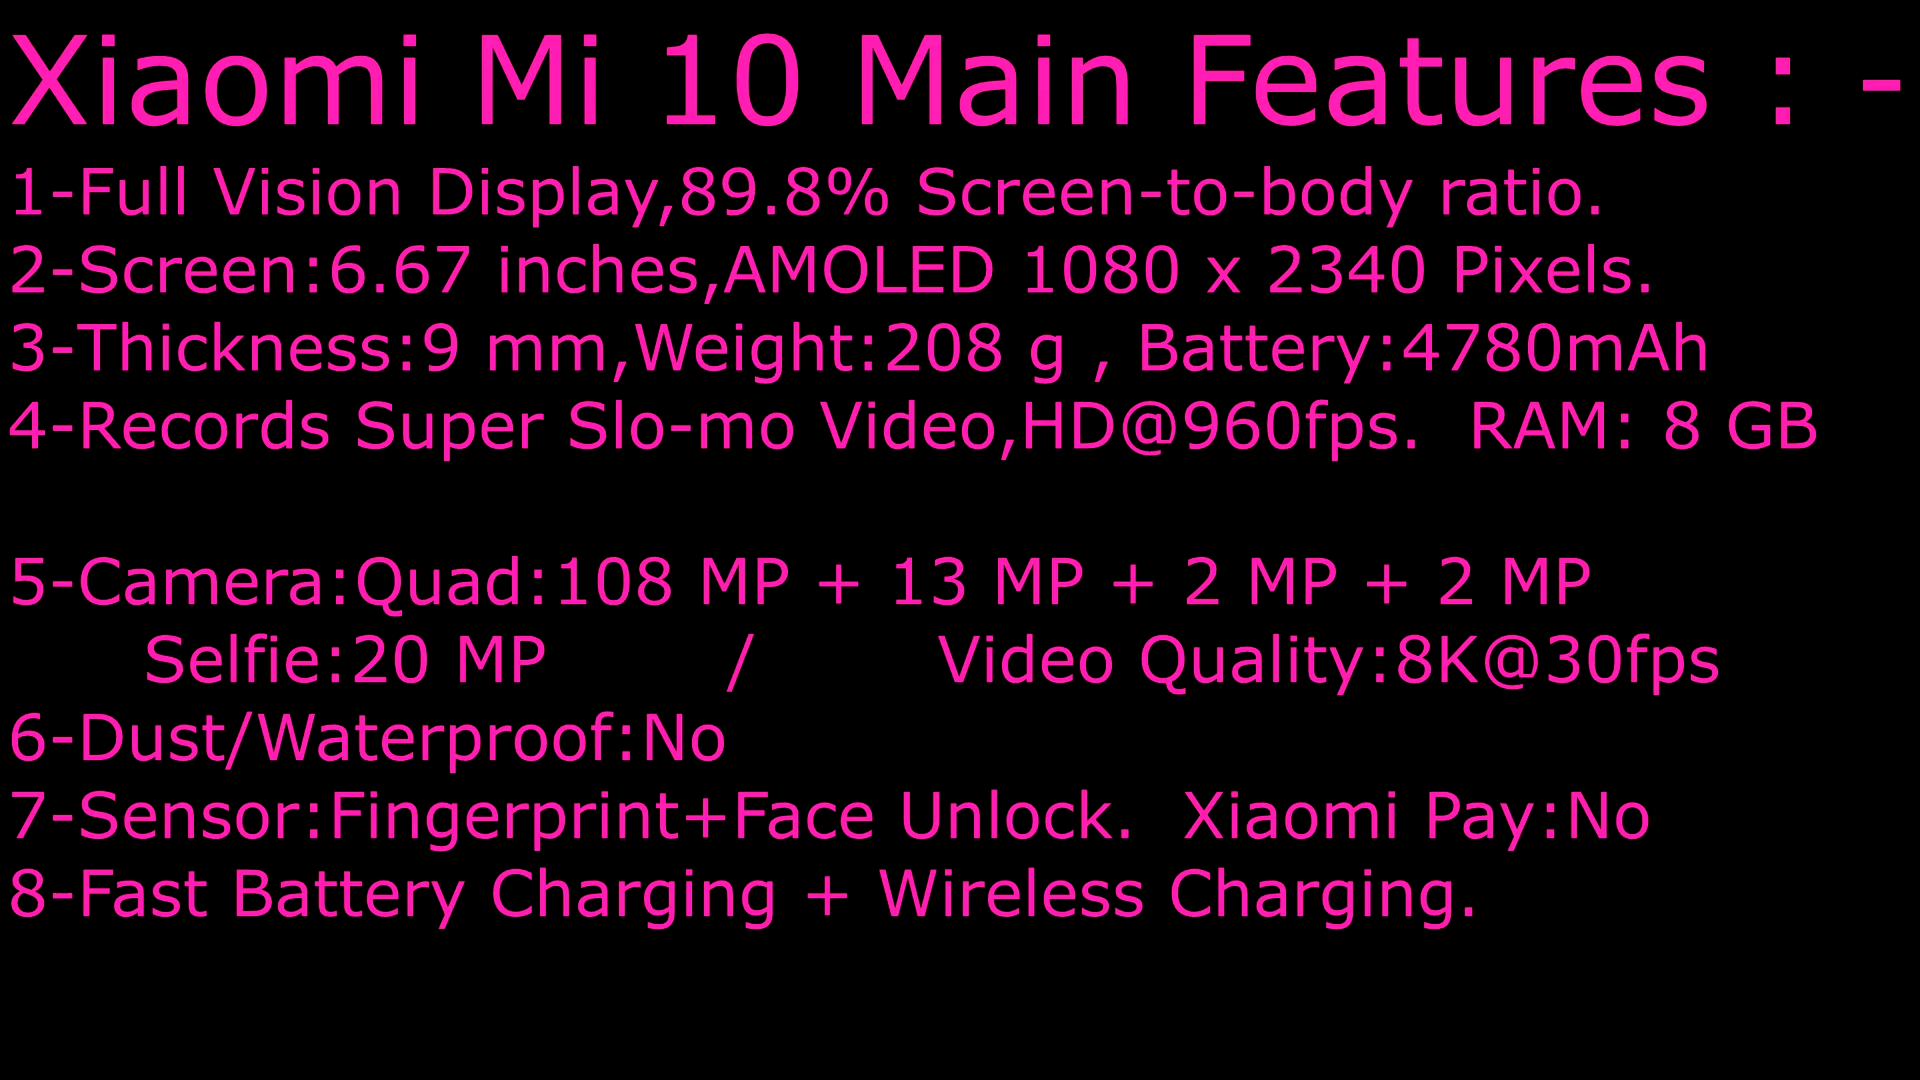 Xiaomi Mi 10 Main Features : -
1-Full Vision Display,89.8% Screen-to-body ratio.
2-Screen:6.67 inches,AMOLED 1080 x 2340 Pixels.
3-Thickness:9 mm,Weight:208 g , Battery:4780mAh
4-Records Super Slo-mo Video,HD@960fps. RAM: 8 GB
5-Camera:Quad:108 MP + 13 MP + 2 MP + 2 MP
Selfie:20 MP / Video Quality:8K@30fps
6-Dust/Waterproof:No
7-Sensor:Fingerprint+Face Unlock. Xiaomi Pay:No
8-Fast Battery Charging + Wireless Charging.